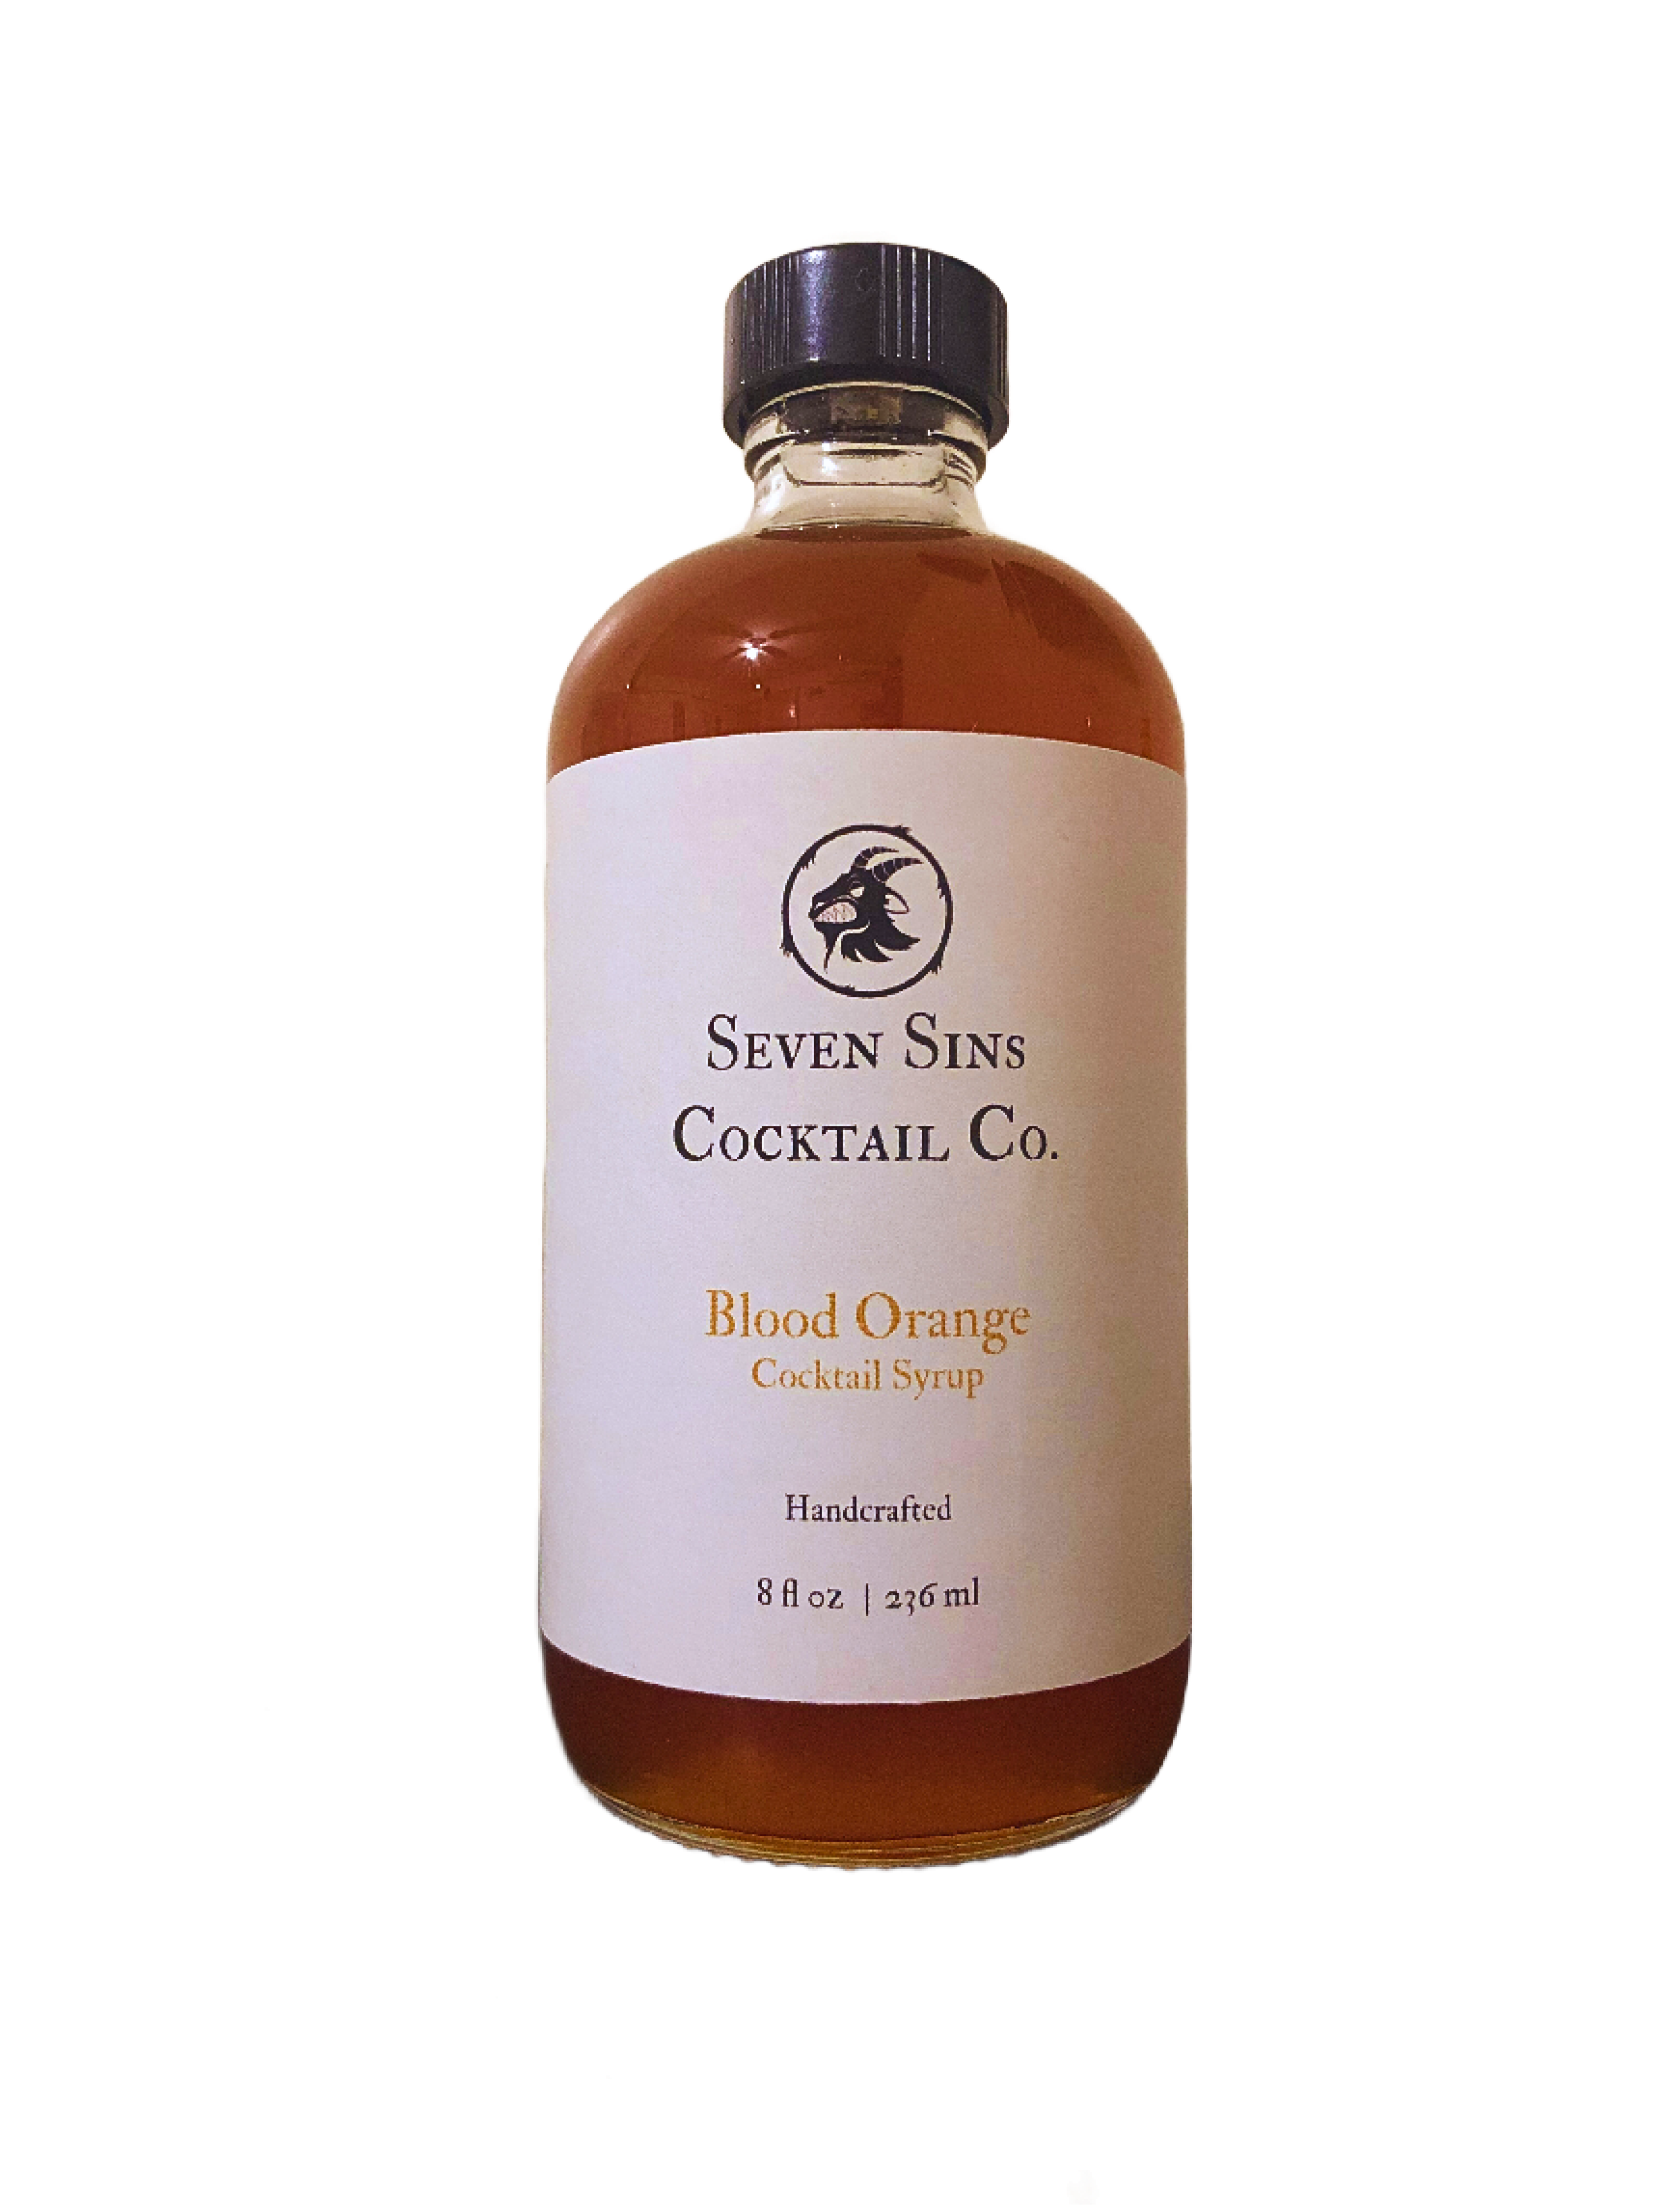 Seven Sins
Cocktail Co.
Blood Orange
Cocktail Syrup
Handcrafted
8 fl oz | 236 ml